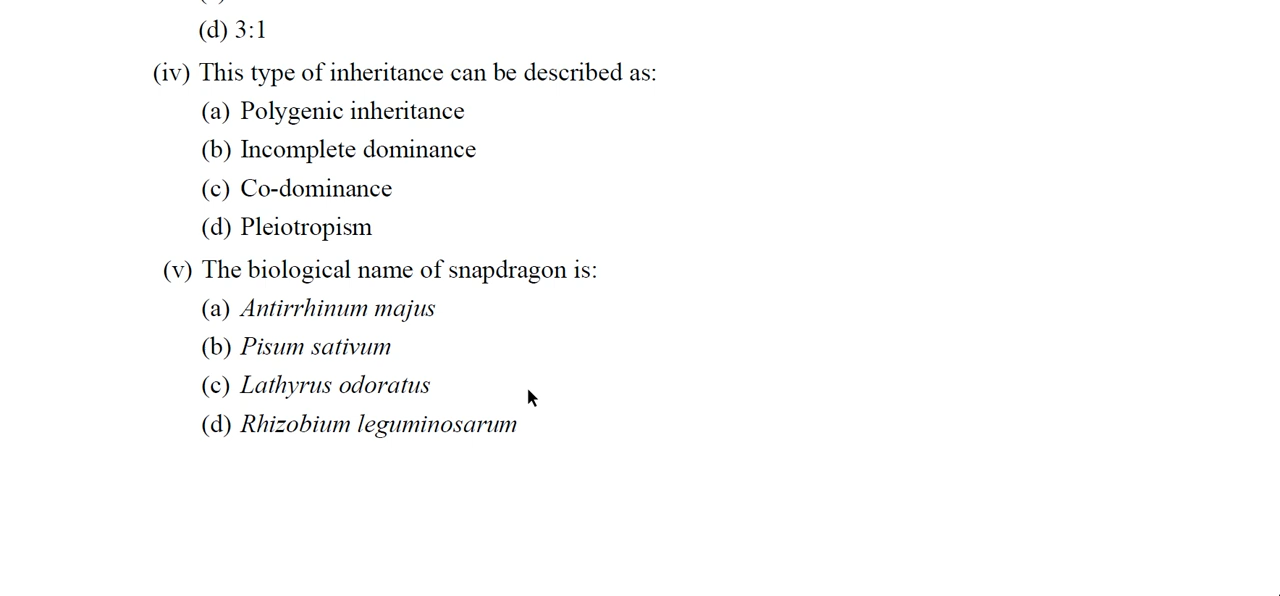 (d) 3:1
(iv) This type of inheritance can be described as:
(a) Polygenic inheritance
(b) Incomplete dominance
(c) Co-dominance
(d) Pleiotropism
(v) The biological name of snapdragon is:
(a) Antirrhinum majus
(b) Pisum sativum
(c) Lathyrus odoratus
(d) Rhizobium leguminosarum